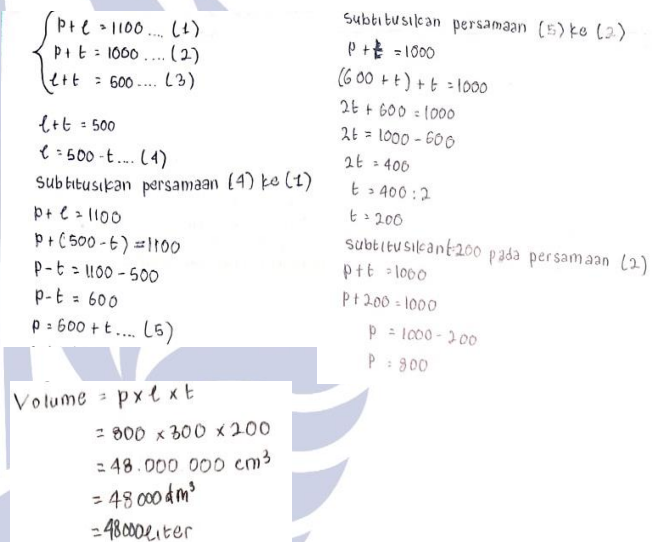 p + l = 1100 .... (1)
p + t = 1000 .... (2)
l + t = 500 .... (3)
l + t = 500
l = 500 - t .... (4)
Subtitusikan persamaan (4) ke (1)
p + l = 1100
p + (500 - t) = 1100
p - t = 1100 - 500
p - t = 600
p = 600 + t .... (5)
Subtitusikan persamaan (5) ke (2)
p + t = 1000
(600 + t) + t = 1000
2t + 600 = 1000
2t = 1000 - 600
2t = 400
t = 400 : 2
t = 200
Subtitusikan t=200 pada persamaan (2)
p + t = 1000
p + 200 = 1000
p = 1000 - 200
p = 800
Volume = p x l x t
= 800 x 300 x 200
= 48.000 000 cm³
= 48 000 dm³
= 48000 liter